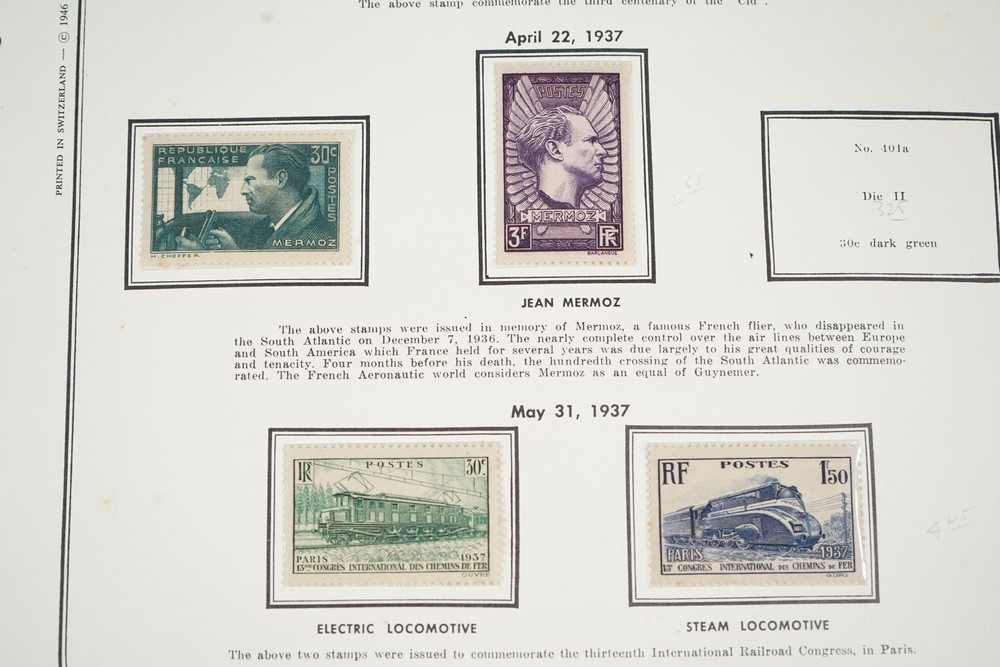 The above stamp commemorate the third centenary of the "Cid".
PRINTED IN SWITZERLAND — © 1946
April 22, 1937
REPUBLIQUE
FRANÇAISE
30c
POSTES
MERMOZ
H. CHEFFER
POSTES
MERMOZ
3F
RF
BARLANGUE
2 65
No. 401a
Die II
325
30c dark green
JEAN MERMOZ
The above stamps were issued in memory of Mermoz, a famous French flier, who disappeared in
the South Atlantic on December 7, 1936. The nearly complete control over the air lines between Europe
and South America which France held for several years was due largely to his great qualities of courage
and tenacity. Four months before his death, the hundredth crossing of the South Atlantic was commemo-
rated. The French Aeronautic world considers Mermoz as an equal of Guynemer.
May 31, 1937
RF
POSTES
30c
PARIS
1937
13me CONGRÈS INTERNATIONAL DES CHEMINS DE FER
OUVRÉ
RF
POSTES
1F50
PARIS
1937
13e CONGRES INTERNATIONAL DES CHEMINS DE FER
ELECTRIC LOCOMOTIVE
STEAM LOCOMOTIVE
The above two stamps were issued to commemorate the thirteenth International Railroad Congress, in Paris.